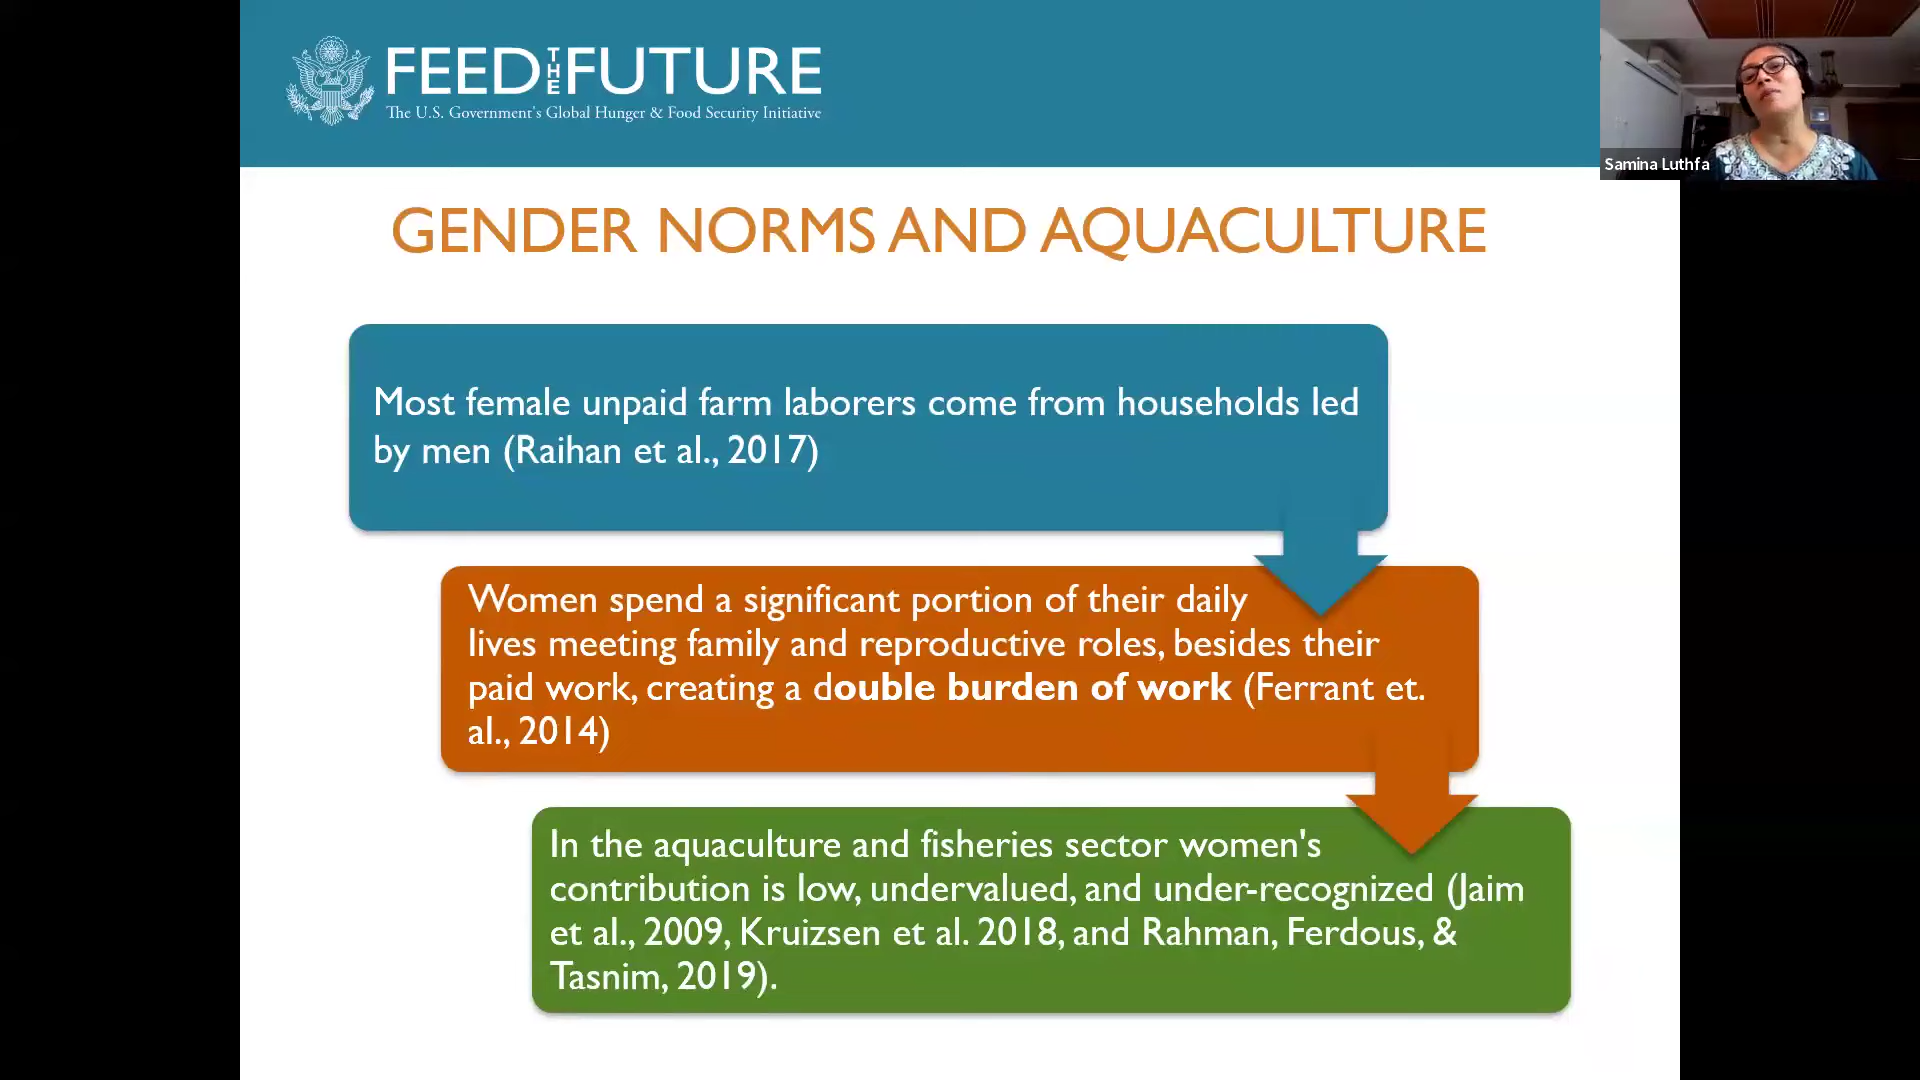 FEED THE FUTURE
The U.S. Government's Global Hunger & Food Security Initiative
Samina Luthfa
GENDER NORMS AND AQUACULTURE
Most female unpaid farm laborers come from households led
by men (Raihan et al., 2017)
Women spend a significant portion of their daily
lives meeting family and reproductive roles, besides their
paid work, creating a double burden of work (Ferrant et.
al., 2014)
In the aquaculture and fisheries sector women's
contribution is low, undervalued, and under-recognized (Jaim
et al., 2009, Kruizsen et al. 2018, and Rahman, Ferdous, &
Tasnim, 2019).